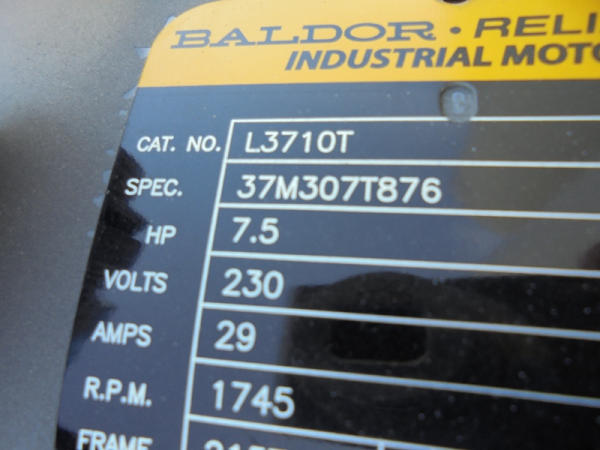 BALDOR · RELI
INDUSTRIAL MOTO
CAT. NO. L3710T
SPEC. 37M307T876
HP 7.5
VOLTS 230
AMPS 29
R.P.M. 1745
FRAME